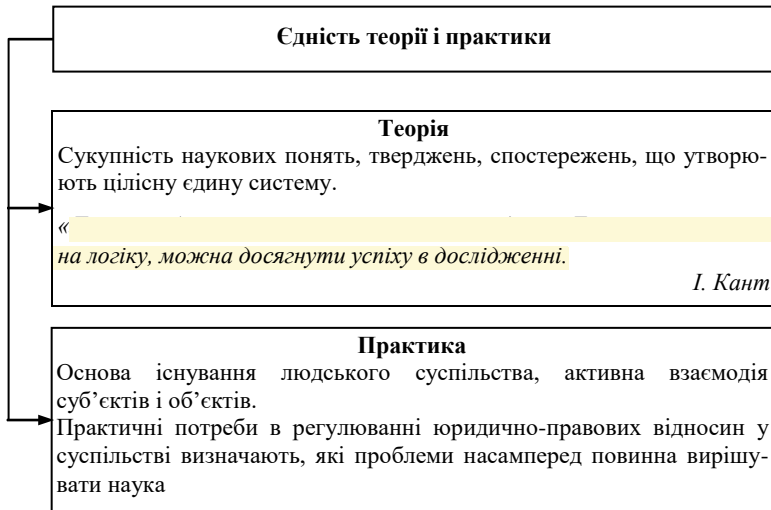 Єдність теорії і практики
Теорія
Сукупність наукових понять, тверджень, спостережень, що утворю-
ють цілісну єдину систему.
«
на логіку, можна досягнути успіху в дослідженні.
І. Кант
Практика
Основа існування людського суспільства, активна взаємодія
суб’єктів і об’єктів.
Практичні потреби в регулюванні юридично-правових відносин у
суспільстві визначають, які проблеми насамперед повинна вирішу-
вати наука